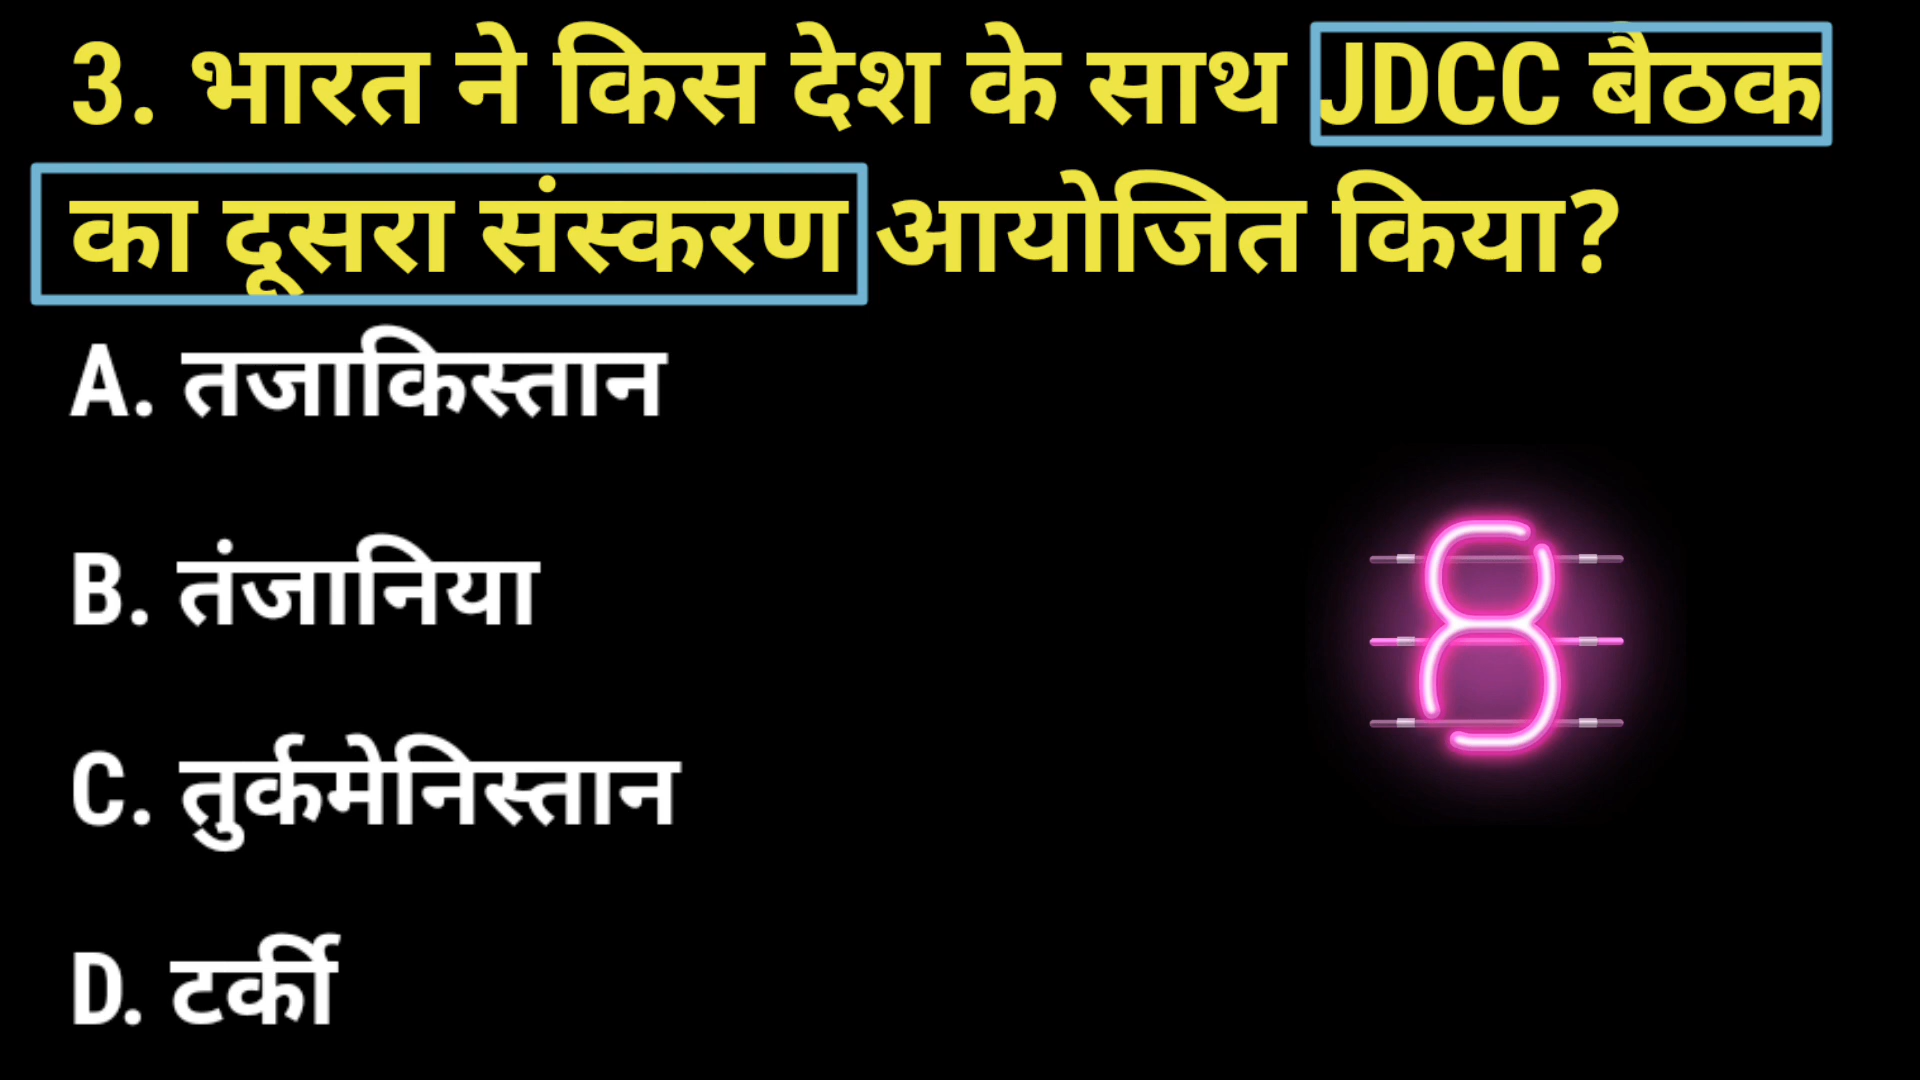 3. भारत ने किस देश के साथ JDCC बैठक
का दूसरा संस्करण आयोजित किया?
A. तजाकिस्तान
B. तंजानिया
8
C. तुर्कमेनिस्तान
D. टर्की